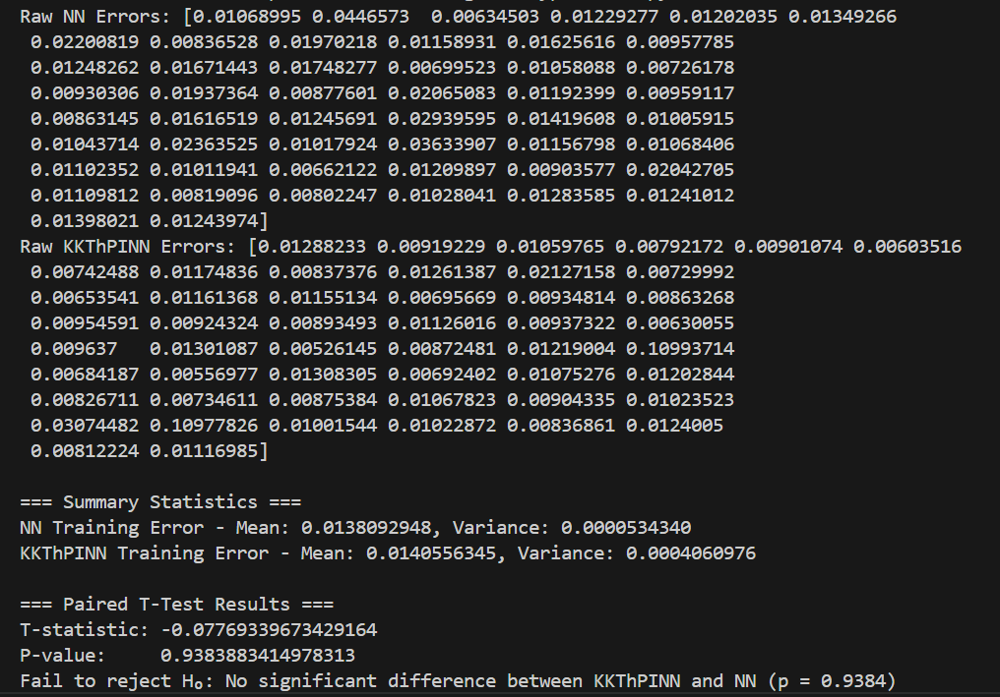 Raw NN Errors: [0.01068995 0.0446573  0.00634503 0.01229277 0.01202035 0.01349266
0.02200819 0.00836528 0.01970218 0.01158931 0.01625616 0.00957785
0.01248262 0.01671443 0.01748277 0.00699523 0.01058088 0.00726178
0.00930306 0.01937364 0.00877601 0.02065083 0.01192399 0.00959117
0.00863145 0.01616519 0.01245691 0.02939595 0.01419608 0.01005915
0.01043714 0.02363525 0.01017924 0.03633907 0.01156798 0.01068406
0.01102352 0.01011941 0.00662122 0.01209897 0.00903577 0.02042705
0.01109812 0.00819096 0.00802247 0.01028041 0.01283585 0.01241012
0.01398021 0.01243974]
Raw KKThPINN Errors: [0.01288233 0.00919229 0.01059765 0.00792172 0.00901074 0.00603516
0.00742488 0.01174836 0.00837376 0.01261387 0.02127158 0.00729992
0.00653541 0.01161368 0.01155134 0.00695669 0.00934814 0.00863268
0.00954591 0.00924324 0.00893493 0.01126016 0.00937322 0.00630055
0.009637   0.01301087 0.00526145 0.00872481 0.01219004 0.10993714
0.00684187 0.00556977 0.01308305 0.00692402 0.01075276 0.01202844
0.00826711 0.00734611 0.00875384 0.01067823 0.00904335 0.01023523
0.03074482 0.10977826 0.01001544 0.01022872 0.00836861 0.0124005
0.00812224 0.01116985]
=== Summary Statistics ===
NN Training Error - Mean: 0.0138092948, Variance: 0.0000534340
KKThPINN Training Error - Mean: 0.0140556345, Variance: 0.0004060976
=== Paired T-Test Results ===
T-statistic: -0.07769339673429164
P-value:     0.9383883414978313
Fail to reject H₀: No significant difference between KKThPINN and NN (p = 0.9384)